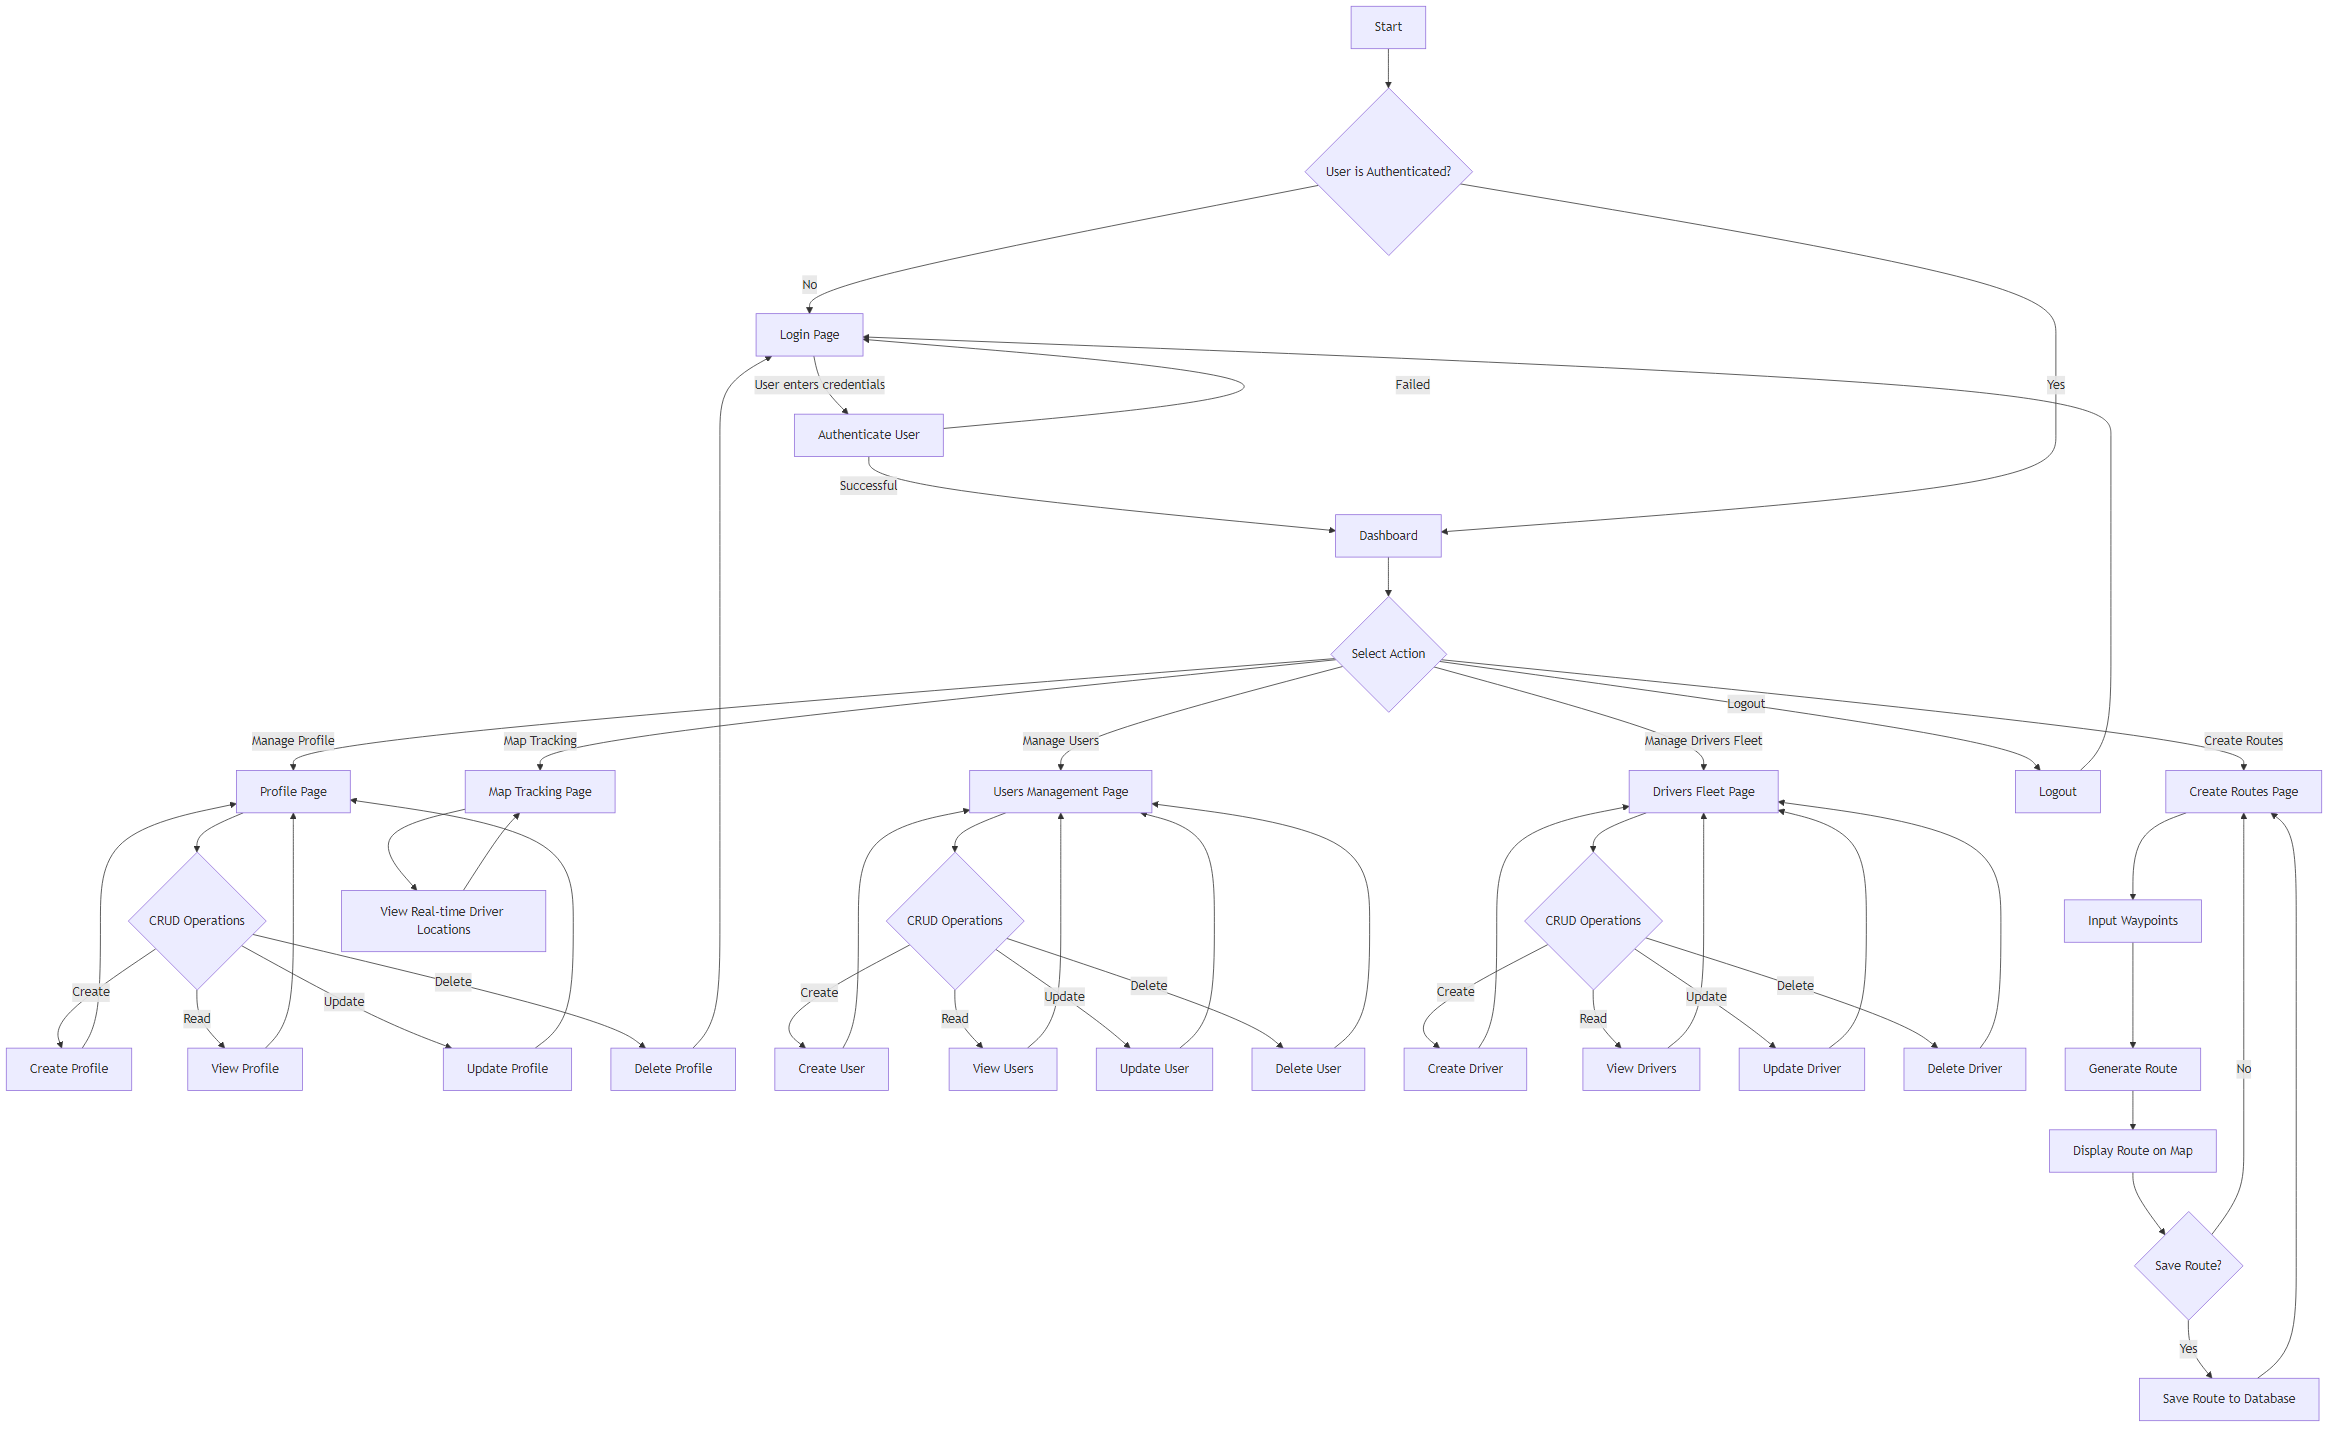 Start
User is Authenticated?
No
Login Page
User enters credentials
Failed
Yes
Authenticate User
Successful
Dashboard
Select Action
Logout
Manage Profile
Map Tracking
Manage Users
Manage Drivers Fleet
Create Routes
Profile Page
Map Tracking Page
Users Management Page
Drivers Fleet Page
Logout
Create Routes Page
CRUD Operations
View Real-time Driver
Locations
CRUD Operations
CRUD Operations
Input Waypoints
Create
Read
Update
Delete
Create
Read
Update
Delete
Create
Read
Update
Delete
Create Profile
View Profile
Update Profile
Delete Profile
Create User
View Users
Update User
Delete User
Create Driver
View Drivers
Update Driver
Delete Driver
Generate Route
No
Display Route on Map
Save Route?
Yes
Save Route to Database